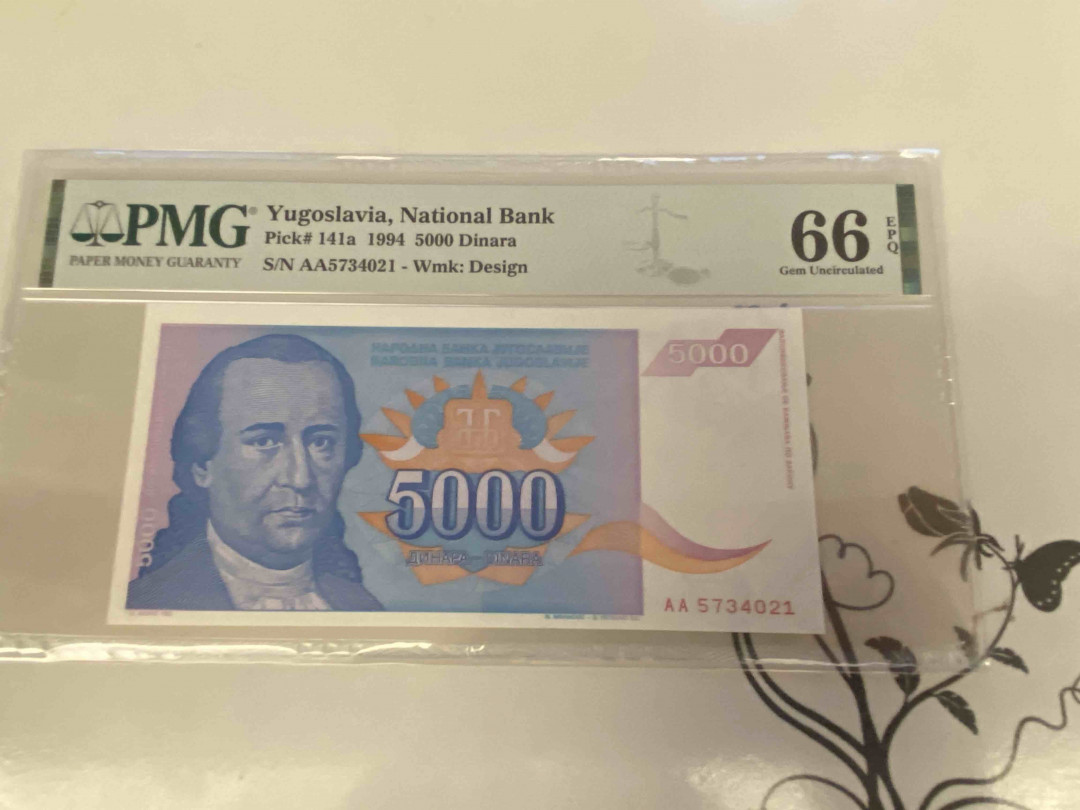 PMG
PAPER MONEY GUARANTY
Yugoslavia, National Bank
Pick# 141a 1994 5000 Dinara
S/N AA5734021 - Wmk: Design
66
EPQ
Gem Uncirculated
НАРОДНА БАНКА ЈУГОСЛАВИЈЕ
NARODNA BANKA JUGOSLAVIJE
5000
5000
ДИНАРА - DINARA
5000
AA 5734021